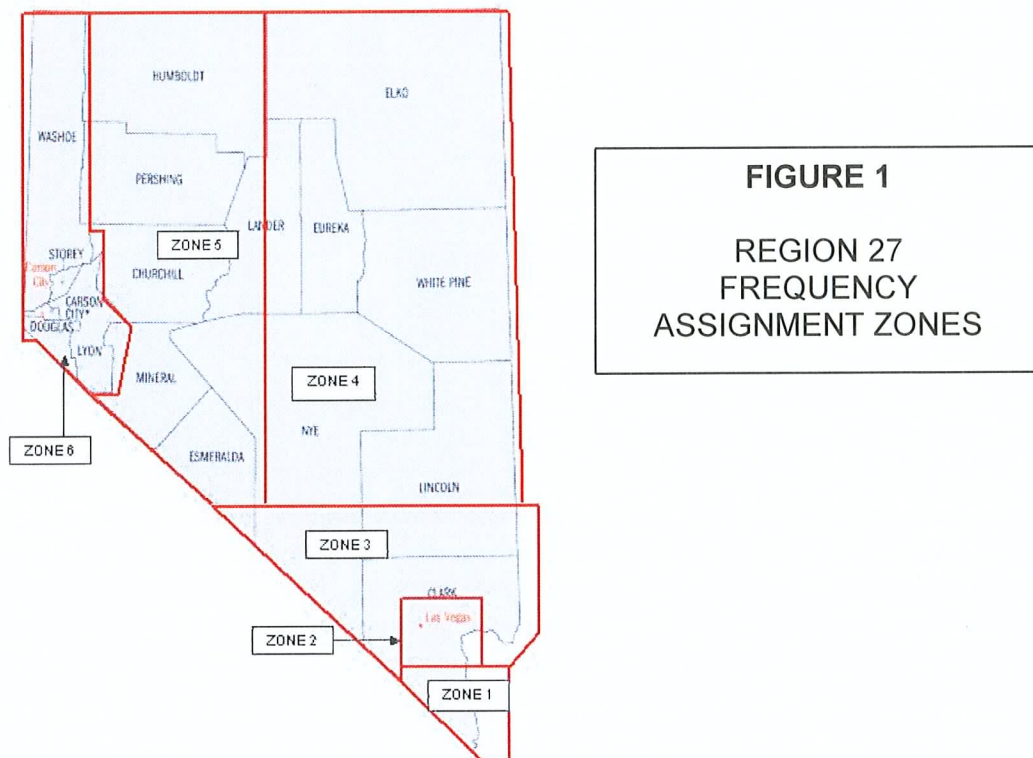 HUMBOLDT
ELKO
WASHOE
PERSHING
LANDER
EUREKA
ZONE 5
STOREY
CHURCHILL
WHITE PINE
Carson
City
CARSON
CITY*
DOUGLAS
LYON
MINERAL
ZONE 4
NYE
ZONE 6
ESMERALDA
LINCOLN
ZONE 3
CLARK
Las Vegas
ZONE 2
ZONE 1
FIGURE 1
REGION 27
FREQUENCY
ASSIGNMENT ZONES